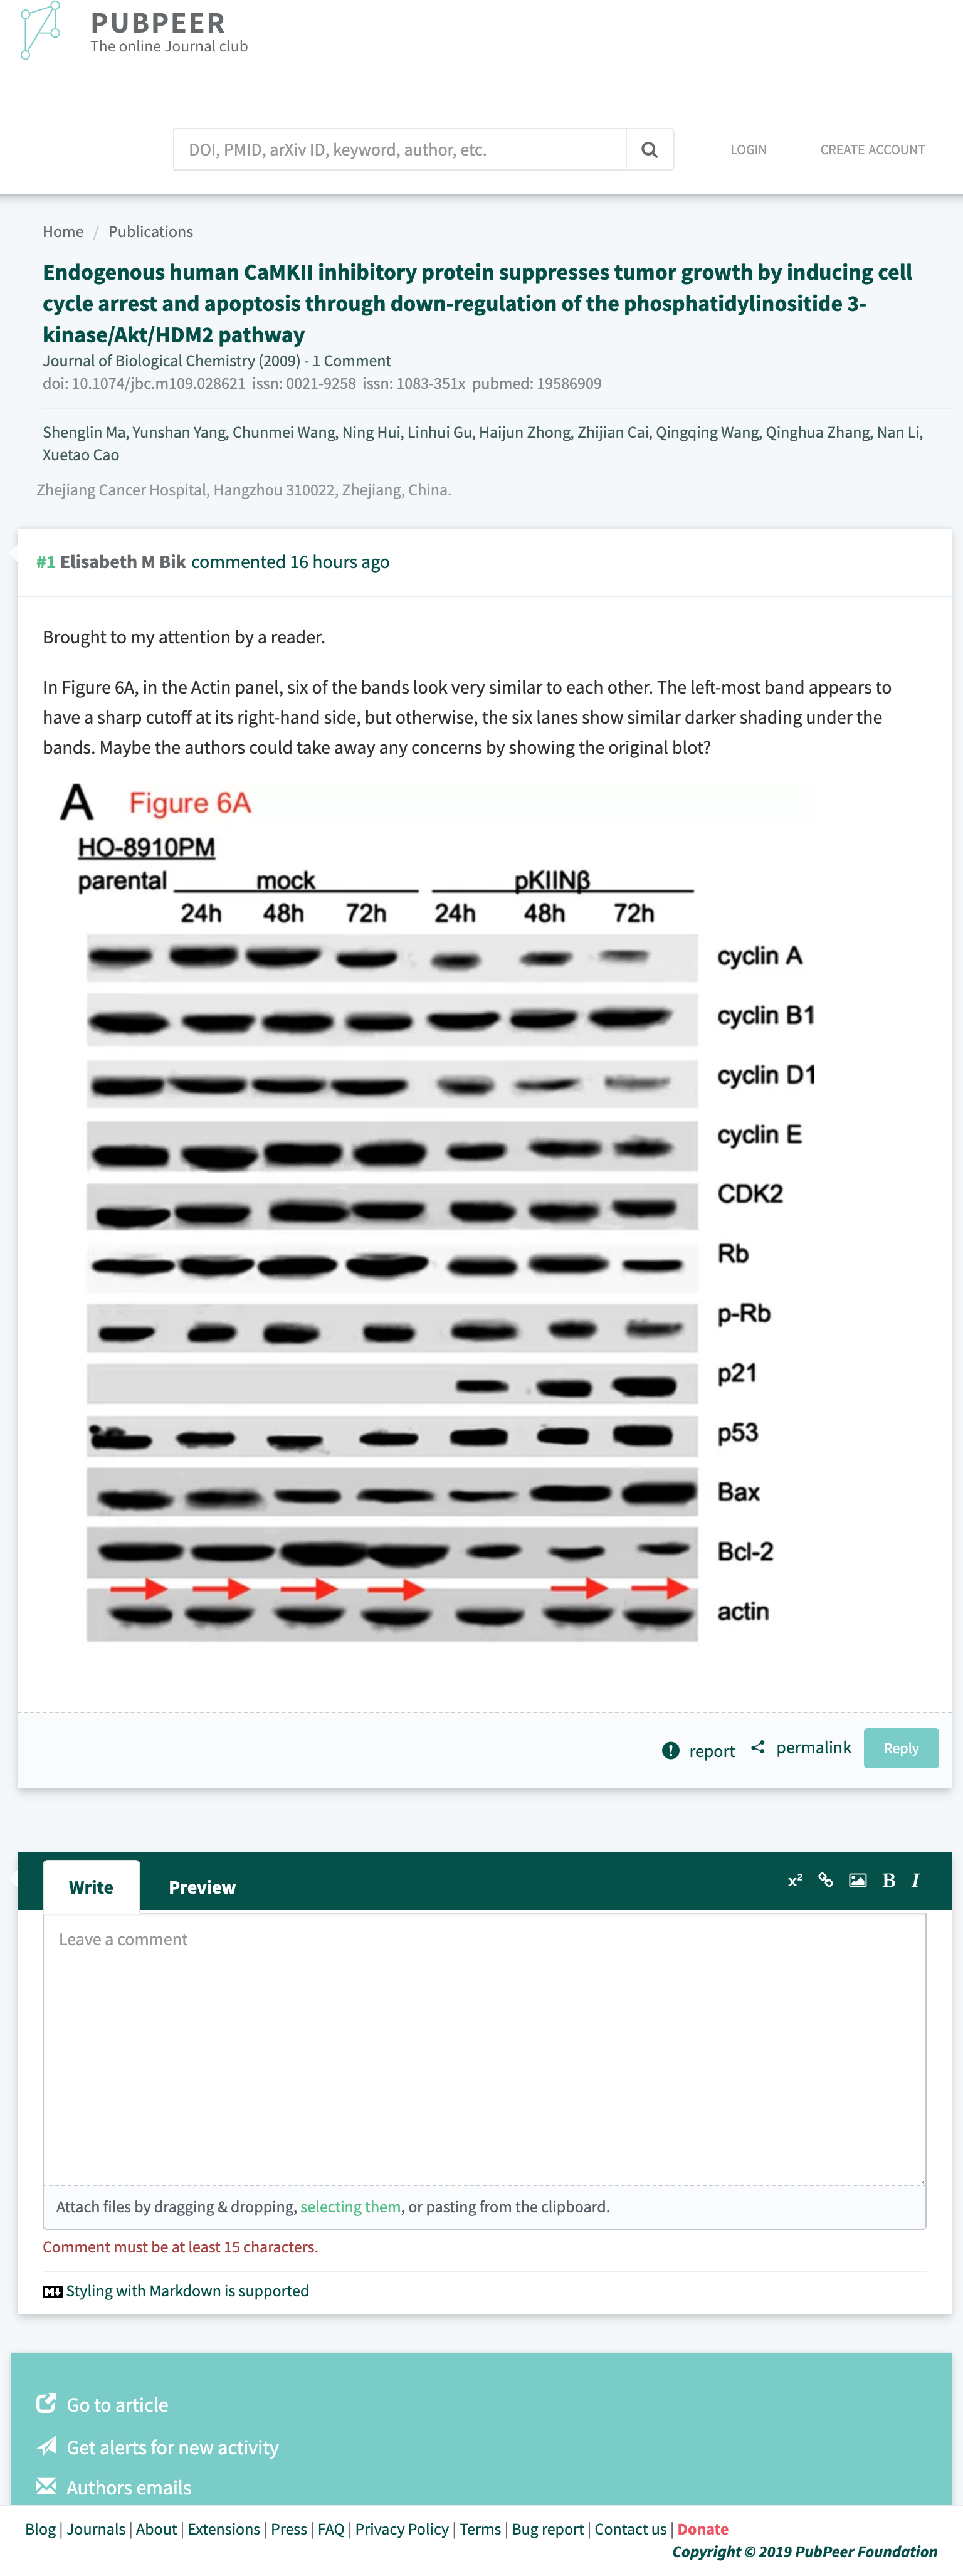 PUBPEER
The online Journal club
DOI, PMID, arXiv ID, keyword, author, etc.
LOGIN CREATE ACCOUNT
Home / Publications
Endogenous human CaMKII inhibitory protein suppresses tumor growth by inducing cell
cycle arrest and apoptosis through down-regulation of the phosphatidylinositide 3-
kinase/Akt/HDM2 pathway
Journal of Biological Chemistry (2009) - 1 Comment
doi: 10.1074/jbc.m109.028621 issn: 0021-9258 issn: 1083-351x pubmed: 19586909
Shenglin Ma, Yunshan Yang, Chunmei Wang, Ning Hui, Linhui Gu, Haijun Zhong, Zhijian Cai, Qingqing Wang, Qinghua Zhang, Nan Li,
Xuetao Cao
Zhejiang Cancer Hospital, Hangzhou 310022, Zhejiang, China.
#1 Elisabeth M Bik commented 16 hours ago
Brought to my attention by a reader.
In Figure 6A, in the Actin panel, six of the bands look very similar to each other. The left-most band appears to
have a sharp cutoff at its right-hand side, but otherwise, the six lanes show similar darker shading under the
bands. Maybe the authors could take away any concerns by showing the original blot?
A Figure 6A
HO-8910PM
parental mock pKIINβ
24h 48h 72h 24h 48h 72h
cyclin A
cyclin B1
cyclin D1
cyclin E
CDK2
Rb
p-Rb
p21
p53
Bax
Bcl-2
actin
report permalink Reply
Write Preview x² B I
Leave a comment
Attach files by dragging & dropping, selecting them, or pasting from the clipboard.
Comment must be at least 15 characters.
M Styling with Markdown is supported
Go to article
Get alerts for new activity
Authors emails
Blog | Journals | About | Extensions | Press | FAQ | Privacy Policy | Terms | Bug report | Contact us | Donate
Copyright © 2019 PubPeer Foundation